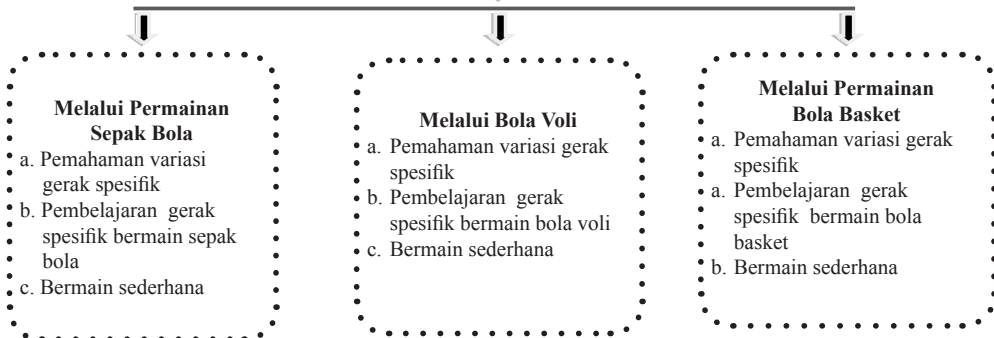 Melalui Permainan
Sepak Bola
a. Pemahaman variasi
gerak spesifik
b. Pembelajaran gerak
spesifik bermain sepak
bola
c. Bermain sederhana
Melalui Bola Voli
a. Pemahaman variasi gerak
spesifik
b. Pembelajaran gerak
spesifik bermain bola voli
c. Bermain sederhana
Melalui Permainan
Bola Basket
a. Pemahaman variasi gerak
spesifik
a. Pembelajaran gerak
spesifik bermain bola
basket
b. Bermain sederhana